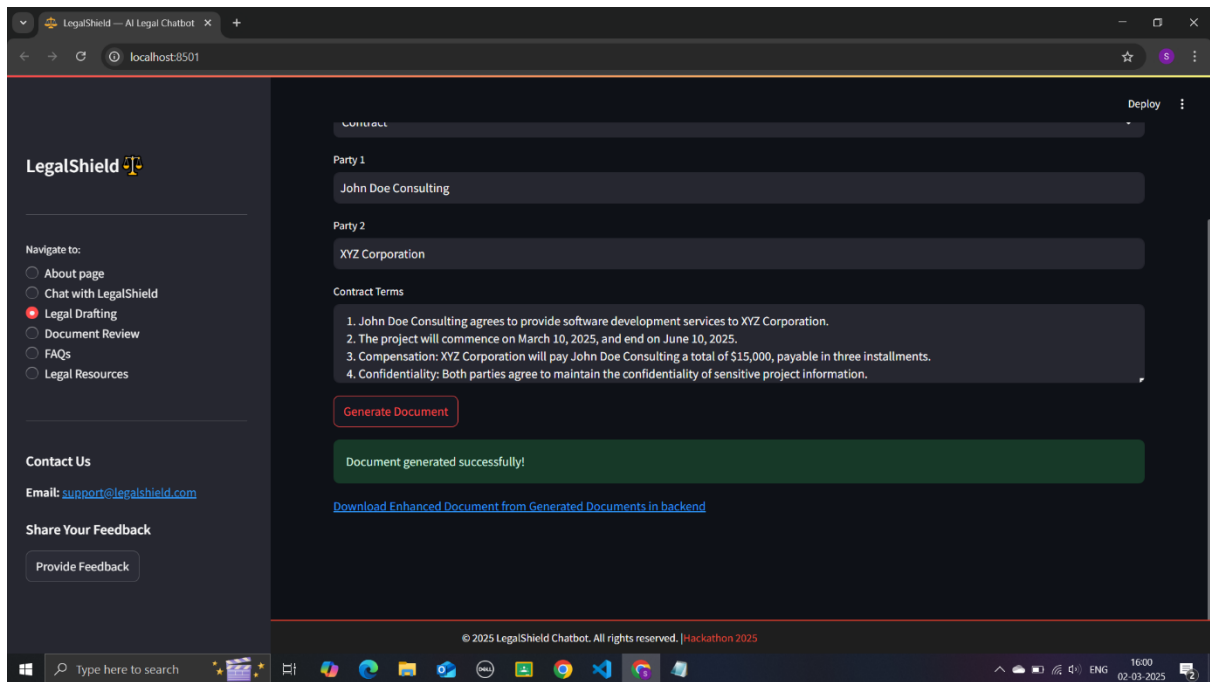 LegalShield — AI Legal Chatbot
localhost:8501
S
Deploy
LegalShield
Navigate to:
About page
Chat with LegalShield
Legal Drafting
Document Review
FAQs
Legal Resources
Contact Us
Email: support@legalshield.com
Share Your Feedback
Provide Feedback
Contract
Party 1
John Doe Consulting
Party 2
XYZ Corporation
Contract Terms
1. John Doe Consulting agrees to provide software development services to XYZ Corporation.
2. The project will commence on March 10, 2025, and end on June 10, 2025.
3. Compensation: XYZ Corporation will pay John Doe Consulting a total of $15,000, payable in three installments.
4. Confidentiality: Both parties agree to maintain the confidentiality of sensitive project information.
Generate Document
Document generated successfully!
Download Enhanced Document from Generated Documents in backend
© 2025 LegalShield Chatbot. All rights reserved. |Hackathon 2025
Type here to search
DELL
S
ENG
16:00
02-03-2025
2